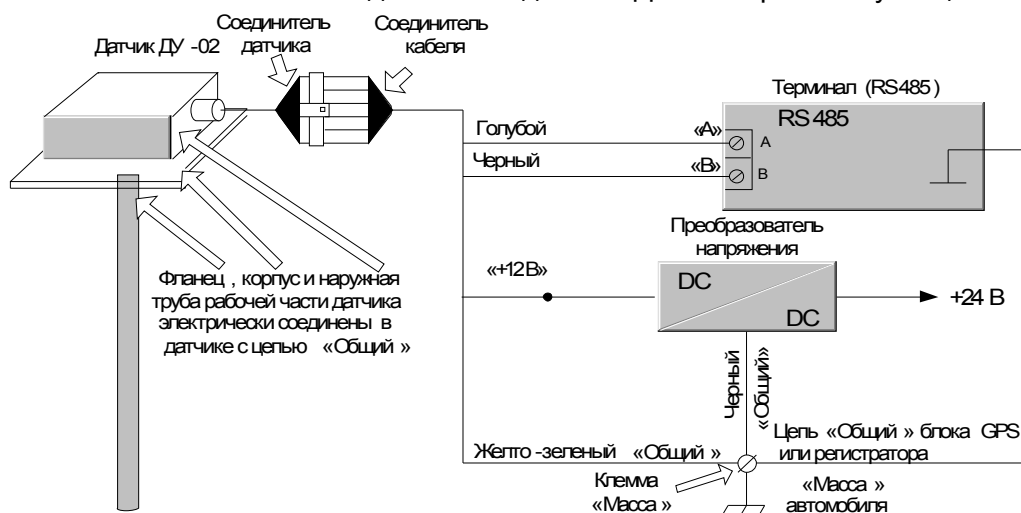 Соединитель
датчика
Соединитель
кабеля
Датчик ДУ -02
Терминал (RS485)
RS 485
Голубой
«А»
A
Черный
«В»
B
Преобразователь
напряжения
«+12В»
DC
DC
+24 В
Фланец , корпус и наружная
труба рабочей части датчика
электрически соединены в
датчике с цепью «Общий »
Черный
«Общий»
Желто -зеленый «Общий »
Цепь «Общий » блока GPS
или регистратора
Клемма
«Масса »
«Масса »
автомобиля